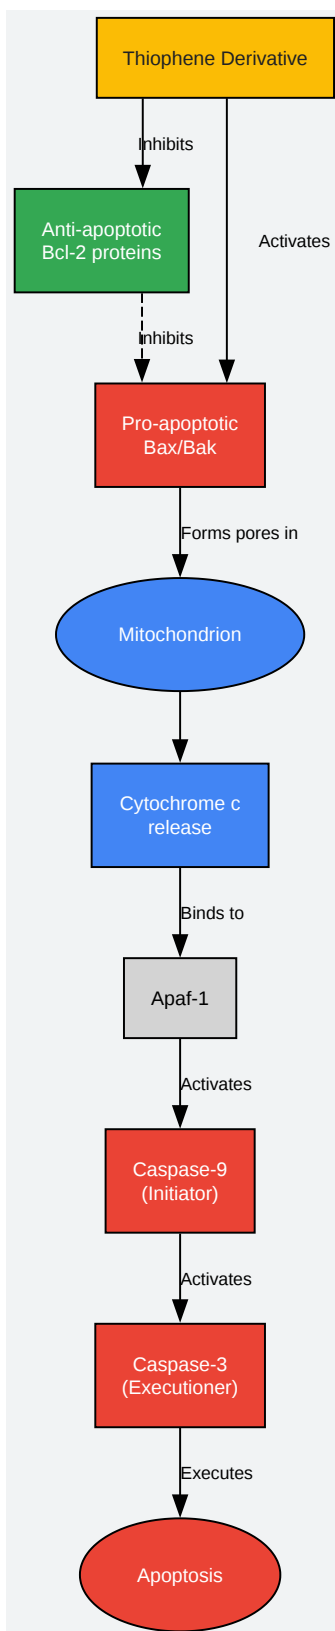 Thiophene Derivative
Inhibits
Anti-apoptotic
Bcl-2 proteins
Activates
Inhibits
Pro-apoptotic
Bax/Bak
Forms pores in
Mitochondrion
Cytochrome c
release
Binds to
Apaf-1
Activates
Caspase-9
(Initiator)
Activates
Caspase-3
(Executioner)
Executes
Apoptosis